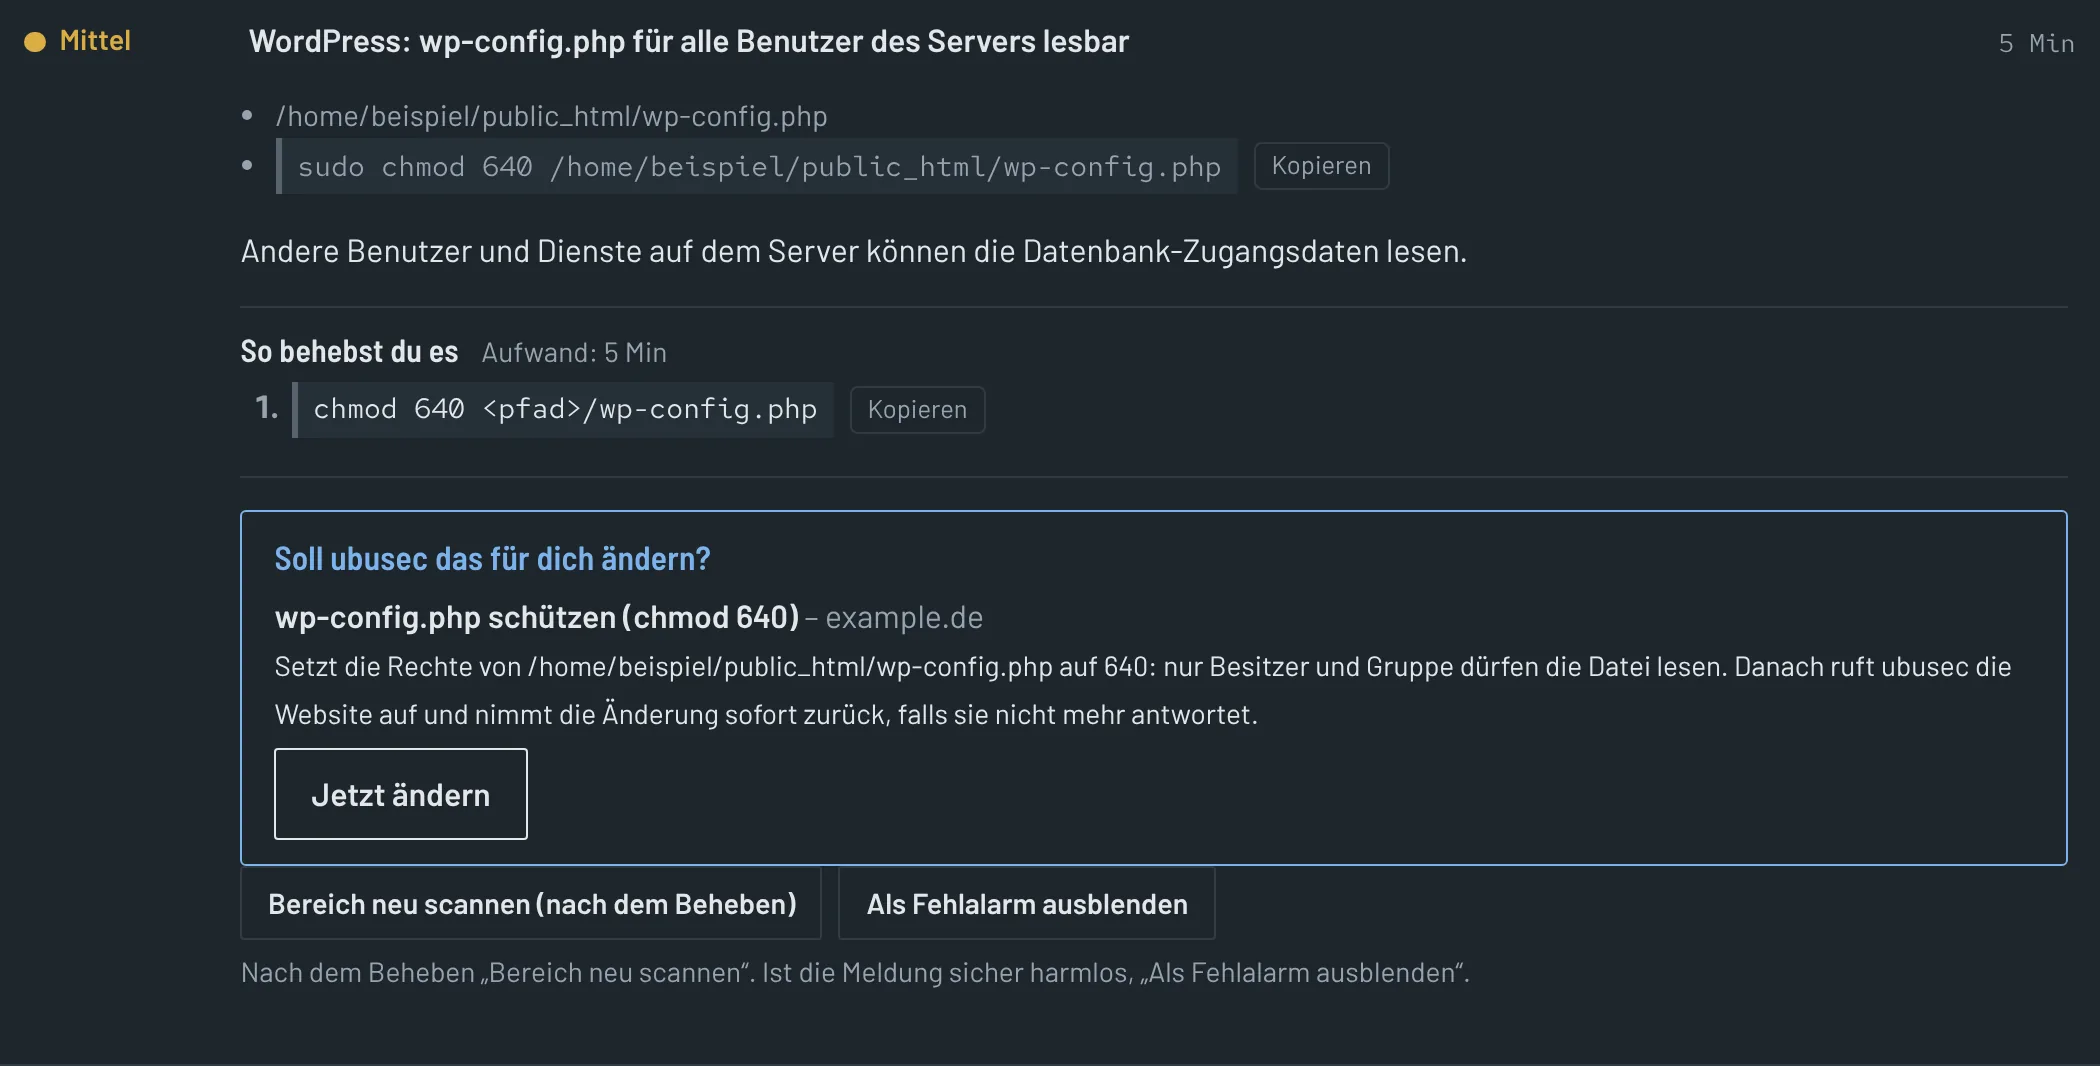 Mittel
WordPress: wp-config.php für alle Benutzer des Servers lesbar
5 Min
• /home/beispiel/public_html/wp-config.php
• sudo chmod 640 /home/beispiel/public_html/wp-config.php
Kopieren
Andere Benutzer und Dienste auf dem Server können die Datenbank-Zugangsdaten lesen.
So behebst du es Aufwand: 5 Min
1. chmod 640 <pfad>/wp-config.php
Kopieren
Soll ubusec das für dich ändern?
wp-config.php schützen (chmod 640) – example.de
Setzt die Rechte von /home/beispiel/public_html/wp-config.php auf 640: nur Besitzer und Gruppe dürfen die Datei lesen. Danach ruft ubusec die
Website auf und nimmt die Änderung sofort zurück, falls sie nicht mehr antwortet.
Jetzt ändern
Bereich neu scannen (nach dem Beheben)
Als Fehlalarm ausblenden
Nach dem Beheben „Bereich neu scannen“. Ist die Meldung sicher harmlos, „Als Fehlalarm ausblenden“.